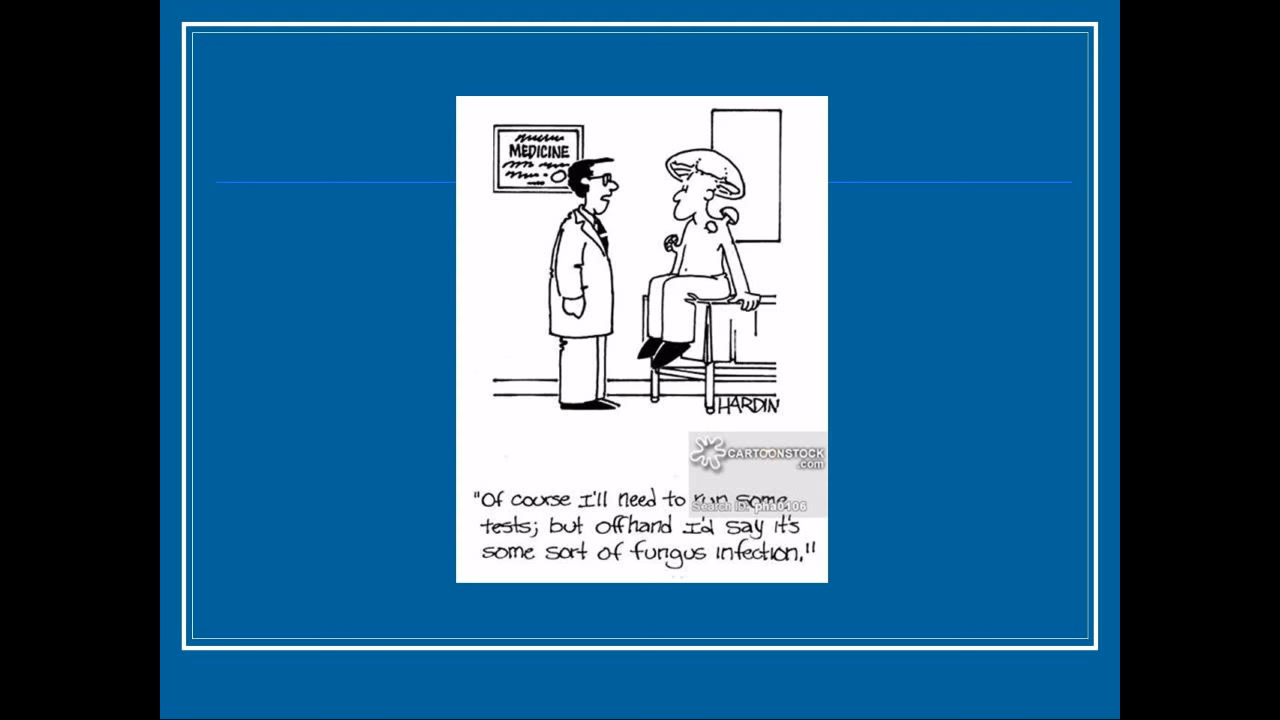 MEDICINE
HARDIN
CARTOONSTOCK
.com
Search ID: pha0106
"Of course I'll need to run some
tests; but offhand I'd say it's
some sort of fungus infection."